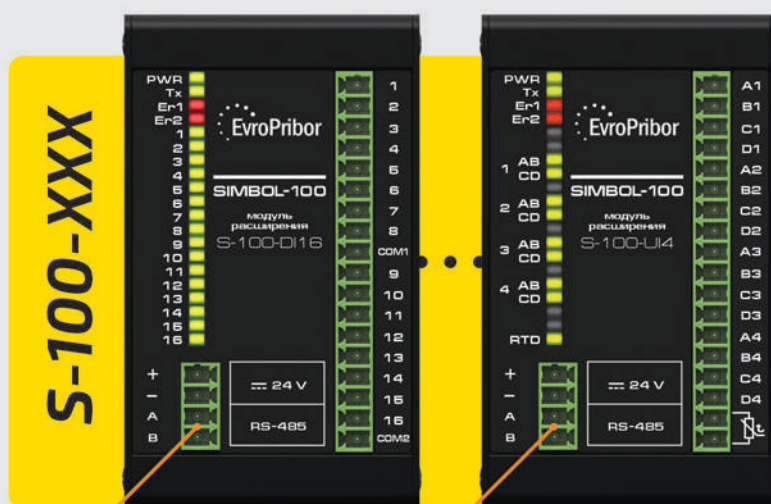 S-100-XXX
PWR
Tx
Er1
Er2
1
2
3
4
5
6
7
8
9
10
11
12
13
14
15
16
EvroPribor
SIMBOL-100
модуль
расширения
S-100-DI16
1
2
3
4
5
6
7
8
COM1
9
10
11
12
13
14
15
16
COM2
+
−
A
B
24 V
RS-485
PWR
Tx
Er1
Er2
1 AB
CD
2 AB
CD
3 AB
CD
4 AB
CD
RTD
EvroPribor
SIMBOL-100
модуль
расширения
S-100-UI4
A1
B1
C1
D1
A2
B2
C2
D2
A3
B3
C3
D3
A4
B4
C4
D4
t
+
−
A
B
24 V
RS-485